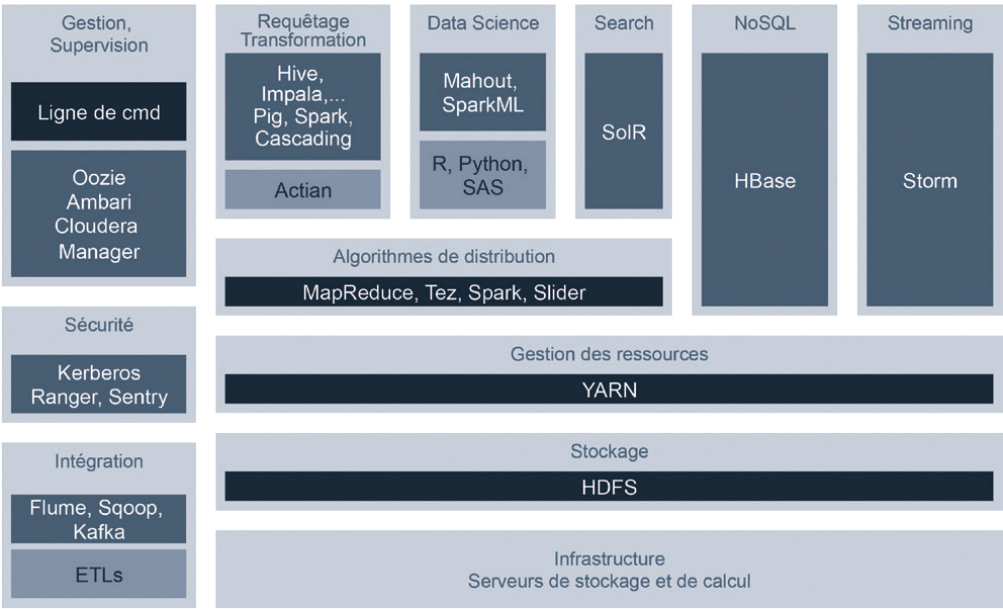 Gestion,
Supervision
Ligne de cmd
Oozie
Ambari
Cloudera
Manager
Sécurité
Kerberos
Ranger, Sentry
Intégration
Flume, Sqoop,
Kafka
ETLs
Requêtage
Transformation
Hive,
Impala,...
Pig, Spark,
Cascading
Actian
Data Science
Mahout,
SparkML
R, Python,
SAS
Search
SolR
NoSQL
HBase
Streaming
Storm
Algorithmes de distribution
MapReduce, Tez, Spark, Slider
Gestion des ressources
YARN
Stockage
HDFS
Infrastructure
Serveurs de stockage et de calcul